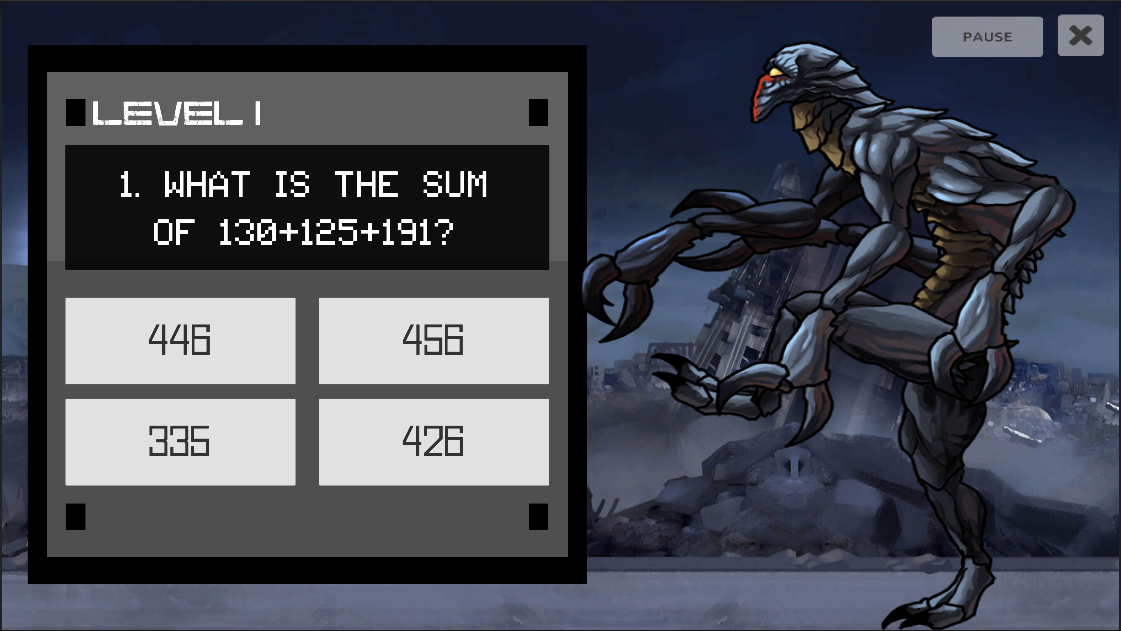 PAUSE
LEVEL 1
1. WHAT IS THE SUM
OF 130+125+191?
446
456
335
426